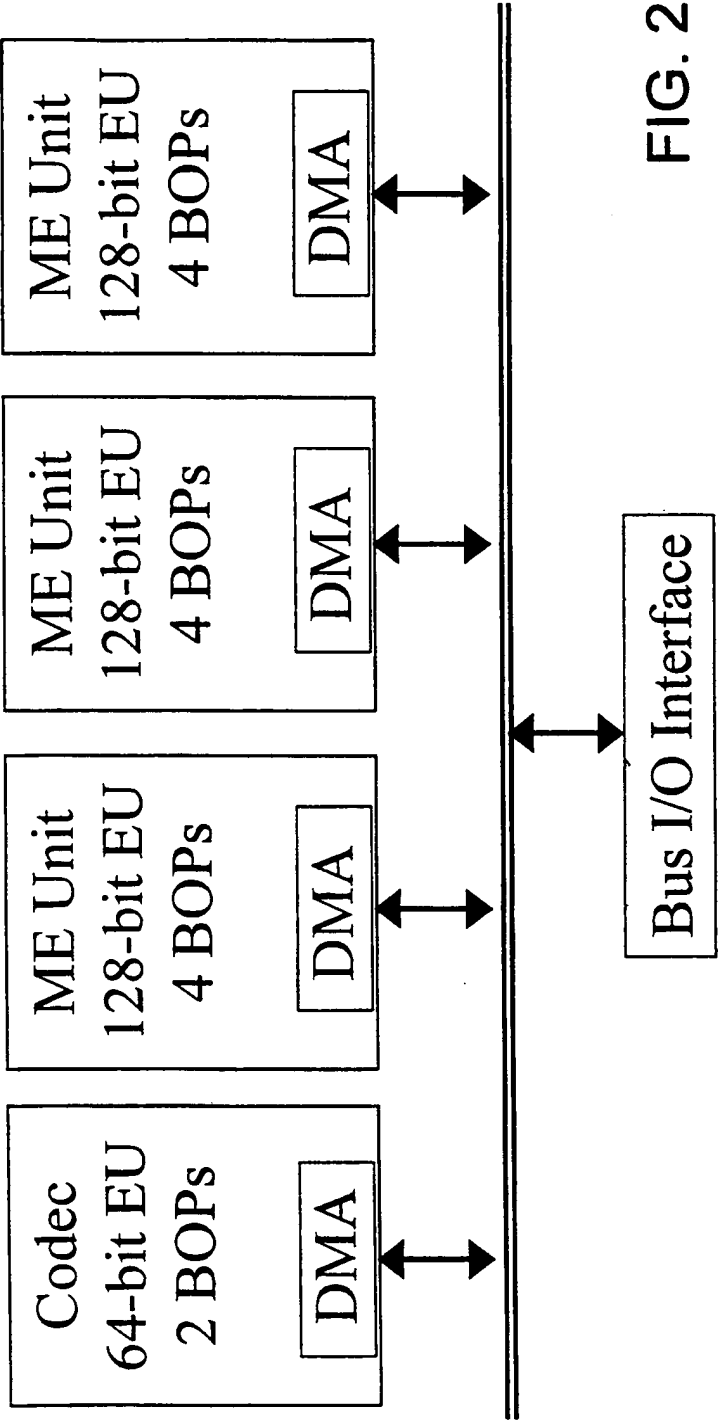 Codec
64-bit EU
2 BOPs
DMA
ME Unit
128-bit EU
4 BOPs
DMA
ME Unit
128-bit EU
4 BOPs
DMA
ME Unit
128-bit EU
4 BOPs
DMA
Bus I/O Interface
FIG. 2